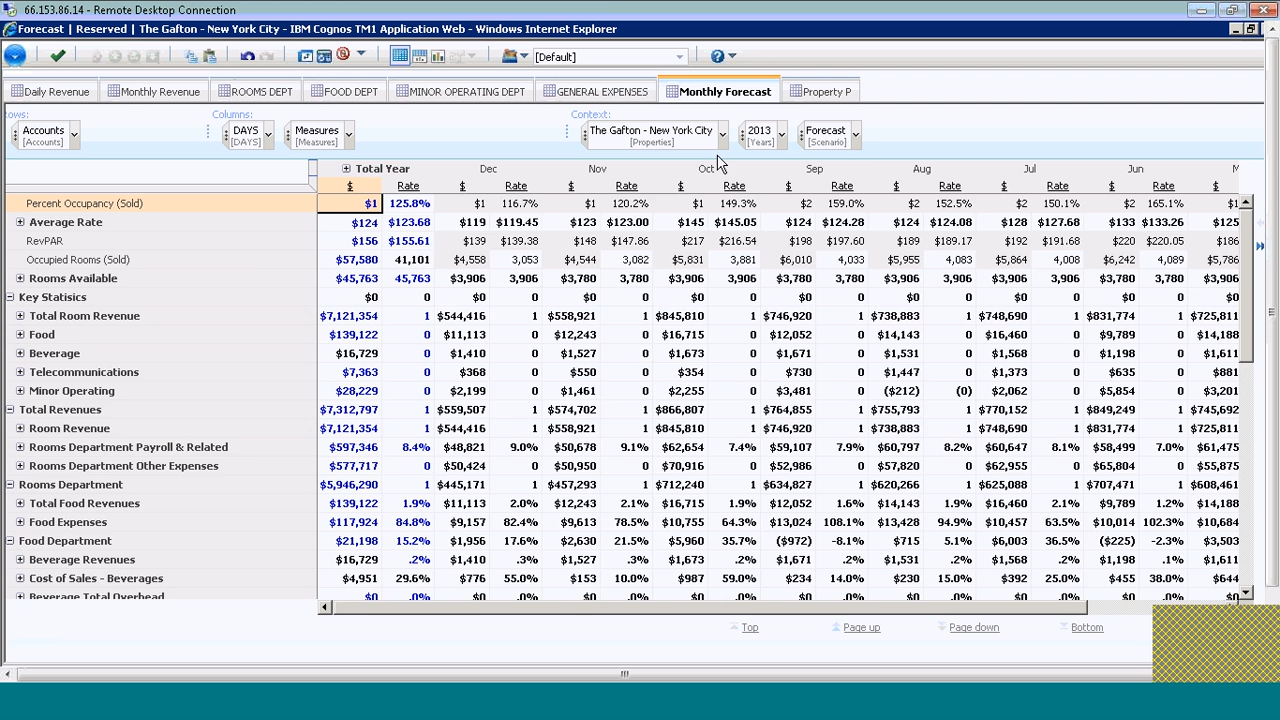 66.153.86.14 - Remote Desktop Connection
Forecast | Reserved | The Gafton - New York City - IBM Cognos TM1 Application Web - Windows Internet Explorer
[Default]
Daily Revenue Monthly Revenue ROOMS DEPT FOOD DEPT MINOR OPERATING DEPT GENERAL EXPENSES Monthly Forecast Property P
ows: Columns: Context:
Accounts DAYS Measures The Gafton - New York City 2013 Forecast
[Accounts] [DAYS] [Measures] [Properties] [Years] [Scenario]
Total Year Dec Nov Oct Sep Aug Jul Jun M
$ Rate $ Rate $ Rate $ Rate $ Rate $ Rate $ Rate $ Rate $
Percent Occupancy (Sold) $1 125.8% $1 116.7% $1 120.2% $1 149.3% $2 159.0% $2 152.5% $2 150.1% $2 165.1% $1
Average Rate $124 $123.68 $119 $119.45 $123 $123.00 $145 $145.05 $124 $124.28 $124 $124.08 $128 $127.68 $133 $133.26 $125
RevPAR $156 $155.61 $139 $139.38 $148 $147.86 $217 $216.54 $198 $197.60 $189 $189.17 $192 $191.68 $220 $220.05 $186
Occupied Rooms (Sold) $57,580 41,101 $4,558 3,053 $4,544 3,082 $5,831 3,881 $6,010 4,033 $5,955 4,083 $5,864 4,008 $6,242 4,089 $5,786
Rooms Available $45,763 45,763 $3,906 3,906 $3,780 3,780 $3,906 3,906 $3,780 3,780 $3,906 3,906 $3,906 3,906 $3,780 3,780 $3,906
Key Statisics $0 0 $0 0 $0 0 $0 0 $0 0 $0 0 $0 0 $0 0 $0
Total Room Revenue $7,121,354 1 $544,416 1 $558,921 1 $845,810 1 $746,920 1 $738,883 1 $748,690 1 $831,774 1 $725,811
Food $139,122 0 $11,113 0 $12,243 0 $16,715 0 $12,052 0 $14,143 0 $16,460 0 $9,789 0 $14,188
Beverage $16,729 0 $1,410 0 $1,527 0 $1,673 0 $1,671 0 $1,531 0 $1,568 0 $1,198 0 $1,611
Telecommunications $7,363 0 $368 0 $550 0 $354 0 $730 0 $1,447 0 $1,373 0 $635 0 $881
Minor Operating $28,229 0 $2,199 0 $1,461 0 $2,255 0 $3,481 0 ($212) (0) $2,062 0 $5,854 0 $3,201
Total Revenues $7,312,797 1 $559,507 1 $574,702 1 $866,807 1 $764,855 1 $755,793 1 $770,152 1 $849,249 1 $745,692
Room Revenue $7,121,354 1 $544,416 1 $558,921 1 $845,810 1 $746,920 1 $738,883 1 $748,690 1 $831,774 1 $725,811
Rooms Department Payroll & Related $597,346 8.4% $48,821 9.0% $50,678 9.1% $62,654 7.4% $59,107 7.9% $60,797 8.2% $60,647 8.1% $58,499 7.0% $61,475
Rooms Department Other Expenses $577,717 0 $50,424 0 $50,950 0 $70,916 0 $52,986 0 $57,820 0 $62,955 0 $65,804 0 $55,875
Rooms Department $5,946,290 1 $445,171 1 $457,293 1 $712,240 1 $634,827 1 $620,266 1 $625,088 1 $707,471 1 $608,461
Total Food Revenues $139,122 1.9% $11,113 2.0% $12,243 2.1% $16,715 1.9% $12,052 1.6% $14,143 1.9% $16,460 2.1% $9,789 1.2% $14,188
Food Expenses $117,924 84.8% $9,157 82.4% $9,613 78.5% $10,755 64.3% $13,024 108.1% $13,428 94.9% $10,457 63.5% $10,014 102.3% $10,684
Food Department $21,198 15.2% $1,956 17.6% $2,630 21.5% $5,960 35.7% ($972) -8.1% $715 5.1% $6,003 36.5% ($225) -2.3% $3,503
Beverage Revenues $16,729 .2% $1,410 .3% $1,527 .3% $1,673 .2% $1,671 .2% $1,531 .2% $1,568 .2% $1,198 .1% $1,611
Cost of Sales - Beverages $4,951 29.6% $776 55.0% $153 10.0% $987 59.0% $234 14.0% $230 15.0% $392 25.0% $455 38.0% $644
Beverage Total Overhead $0 .0% $0 .0% $0 .0% $0 .0% $0 .0% $0 .0% $0 .0% $0 .0% $0
Top Page up Page down Bottom